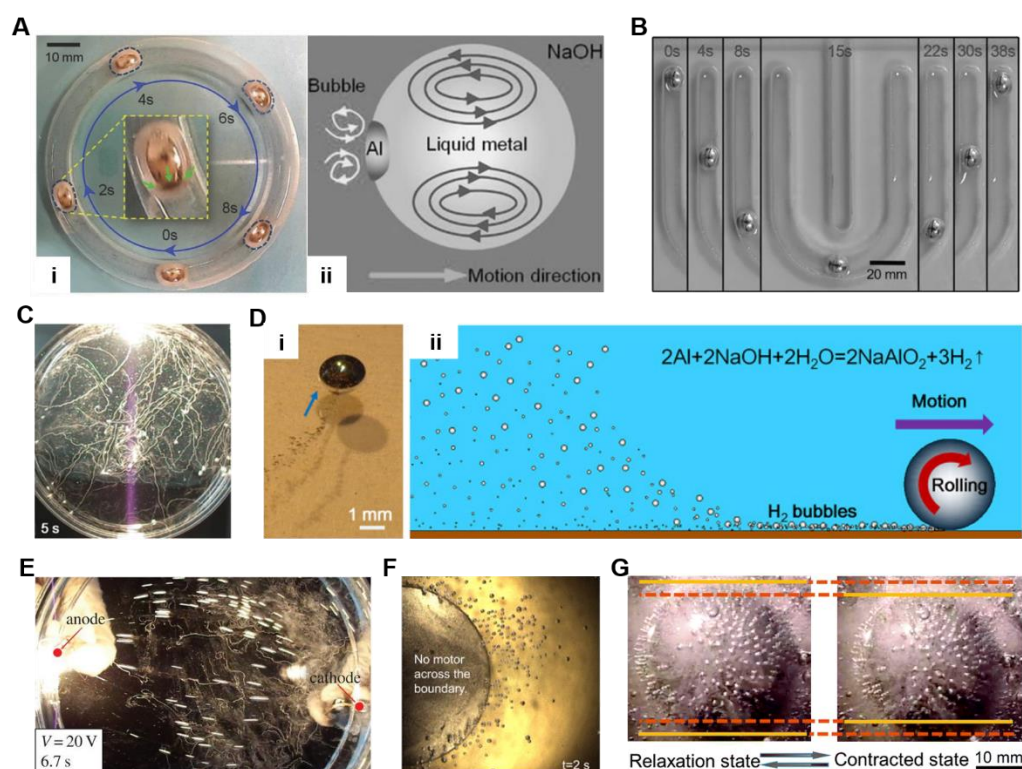 A
10 mm
4s
6s
2s
8s
0s
i
NaOH
Bubble
Al
Liquid metal
ii
Motion direction
B
0s
4s
8s
15s
22s
30s
38s
20 mm
C
5 s
D
i
1 mm
ii
2Al+2NaOH+2H₂O=2NaAlO₂+3H₂↑
Motion
Rolling
H₂ bubbles
E
anode
cathode
V = 20 V
6.7 s
F
No motor
across the
boundary.
t=2 s
G
Relaxation state
Contracted state
10 mm